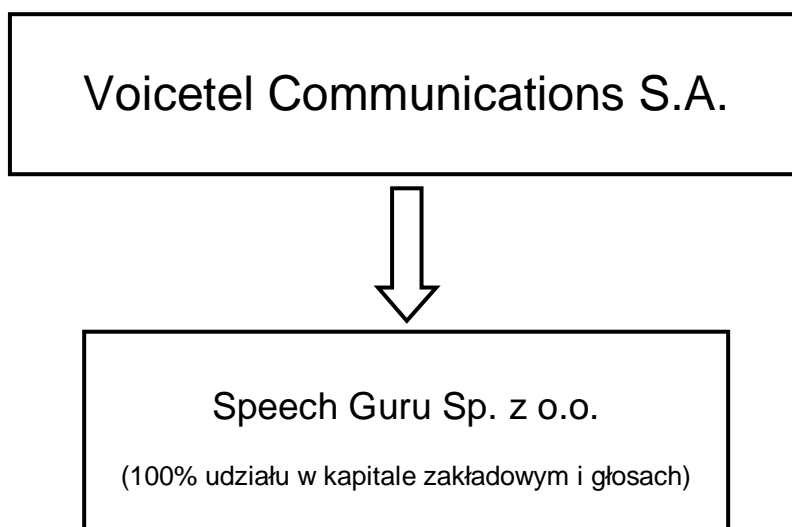 Voicetel Communications S.A.
Speech Guru Sp. z o.o.
(100% udziału w kapitale zakładowym i głosach)